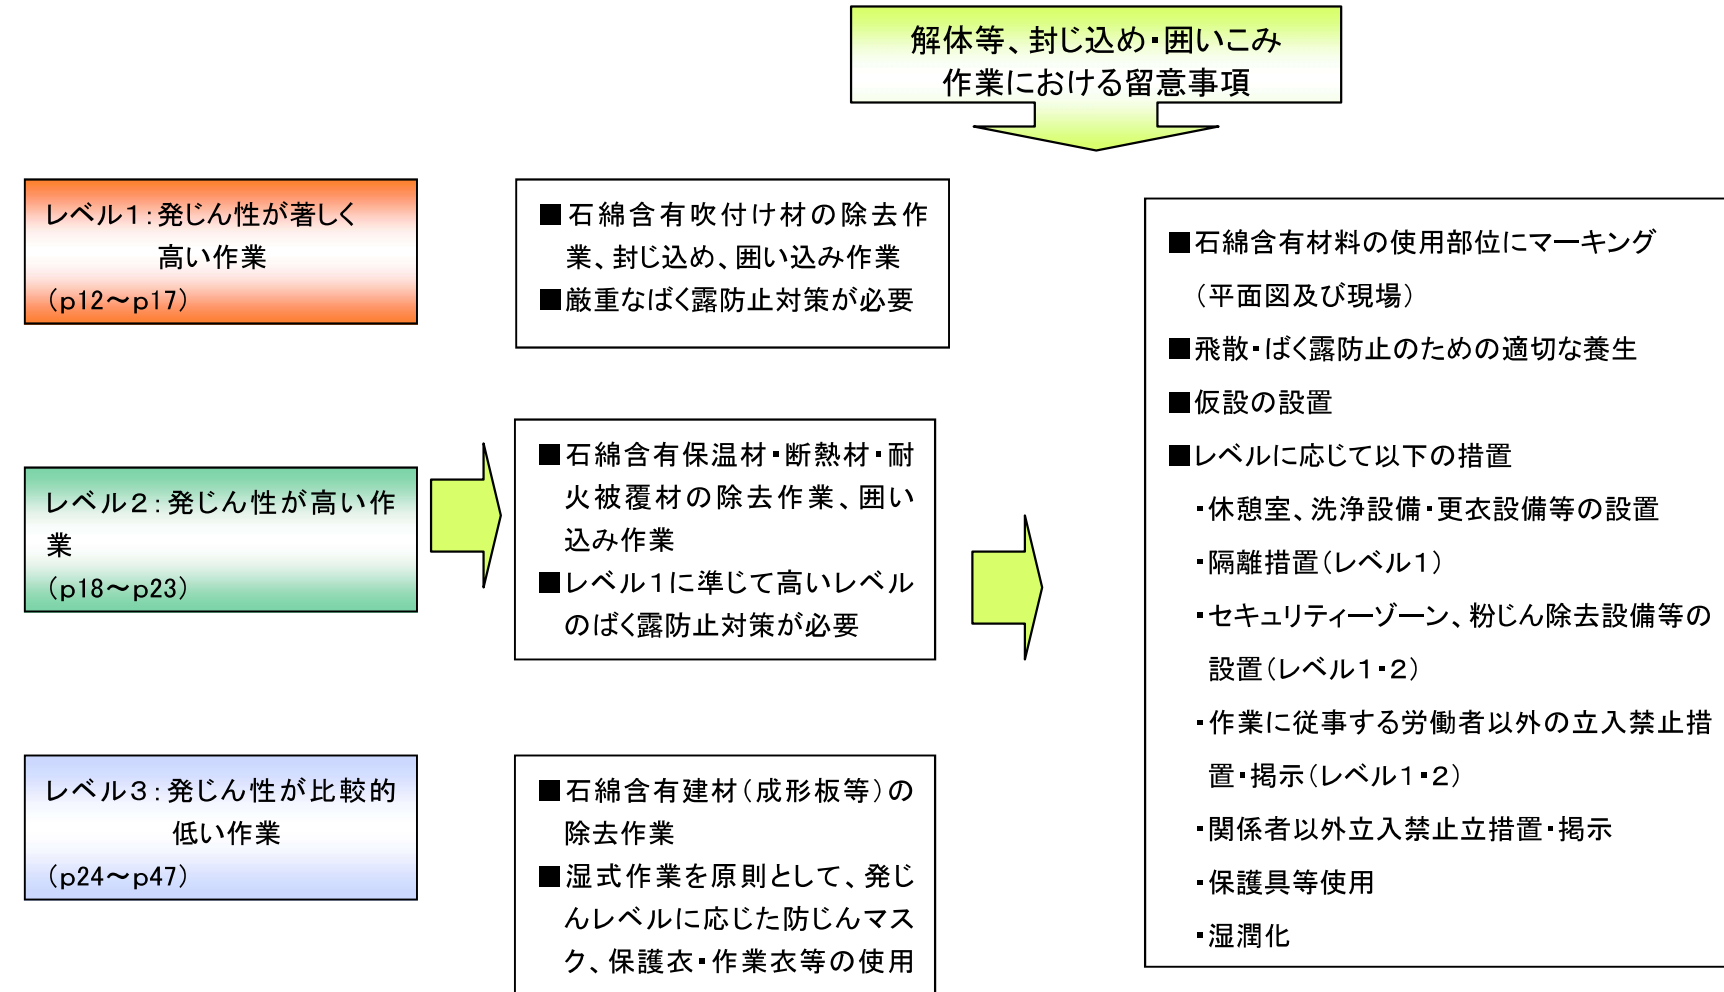 解体等、封じ込め・囲いこみ
作業における留意事項
レベル1:発じん性が著しく
高い作業
(p12~p17)
■石綿含有吹付け材の除去作
業、封じ込め、囲い込み作業
■厳重なばく露防止対策が必要
レベル2:発じん性が高い作
業
(p18~p23)
■石綿含有保温材・断熱材・耐
火被覆材の除去作業、囲い
込み作業
■レベル1に準じて高いレベル
のばく露防止対策が必要
レベル3:発じん性が比較的
低い作業
(p24~p47)
■石綿含有建材(成形板等)の
除去作業
■湿式作業を原則として、発じ
んレベルに応じた防じんマス
ク、保護衣・作業衣等の使用
■石綿含有材料の使用部位にマーキング
(平面図及び現場)
■飛散・ばく露防止のための適切な養生
■仮設の設置
■レベルに応じて以下の措置
・休憩室、洗浄設備・更衣設備等の設置
・隔離措置(レベル1)
・セキュリティーゾーン、粉じん除去設備等の
設置(レベル1・2)
・作業に従事する労働者以外の立入禁止措
置・掲示(レベル1・2)
・関係者以外立入禁止立措置・掲示
・保護具等使用
・湿潤化